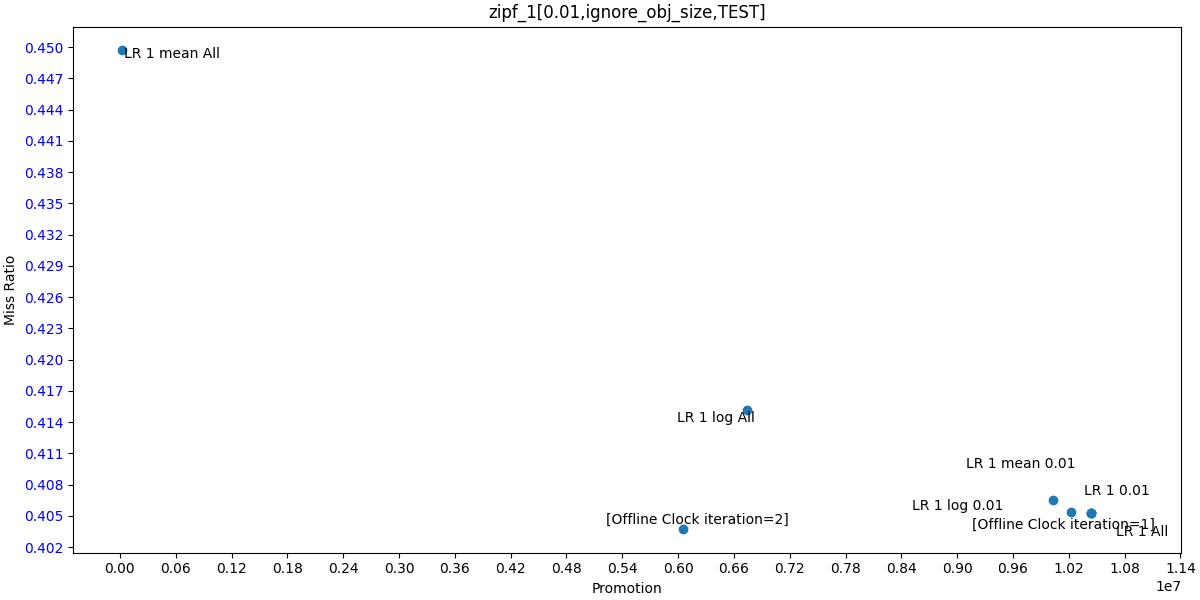 zipf_1[0.01,ignore_obj_size,TEST]
Miss Ratio
0.450
0.447
0.444
0.441
0.438
0.435
0.432
0.429
0.426
0.423
0.420
0.417
0.414
0.411
0.408
0.405
0.402
LR 1 mean All
LR 1 log All
LR 1 mean 0.01
LR 1 0.01
LR 1 log 0.01
[Offline Clock iteration=2]
[Offline Clock iteration=1]
LR 1 All
0.00 0.06 0.12 0.18 0.24 0.30 0.36 0.42 0.48 0.54 0.60 0.66 0.72 0.78 0.84 0.90 0.96 1.02 1.08 1.14
1e7
Promotion